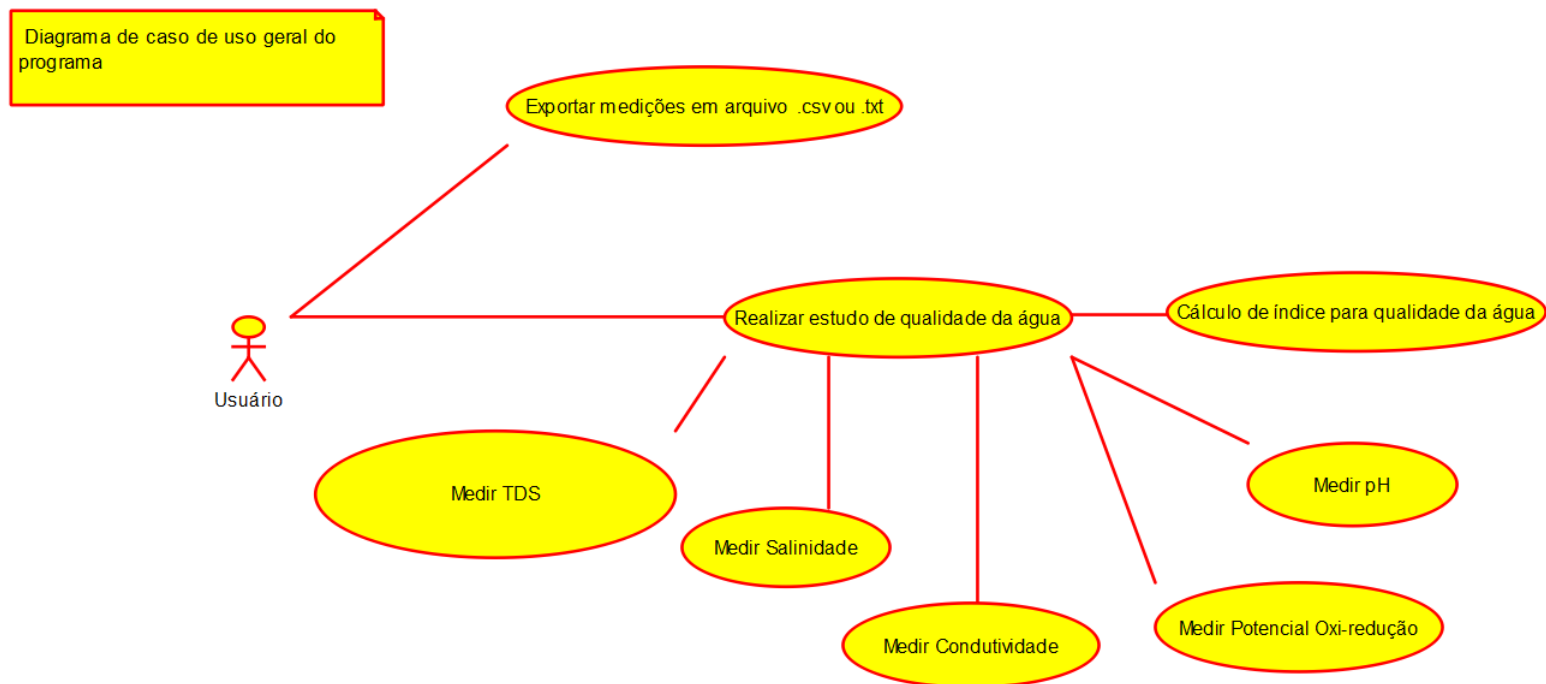 Diagrama de caso de uso geral do
programa
Exportar medições em arquivo .csv ou .txt
Realizar estudo de qualidade da água
Cálculo de índice para qualidade da água
Usuário
Medir TDS
Medir pH
Medir Salinidade
Medir Potencial Oxi-redução
Medir Condutividade